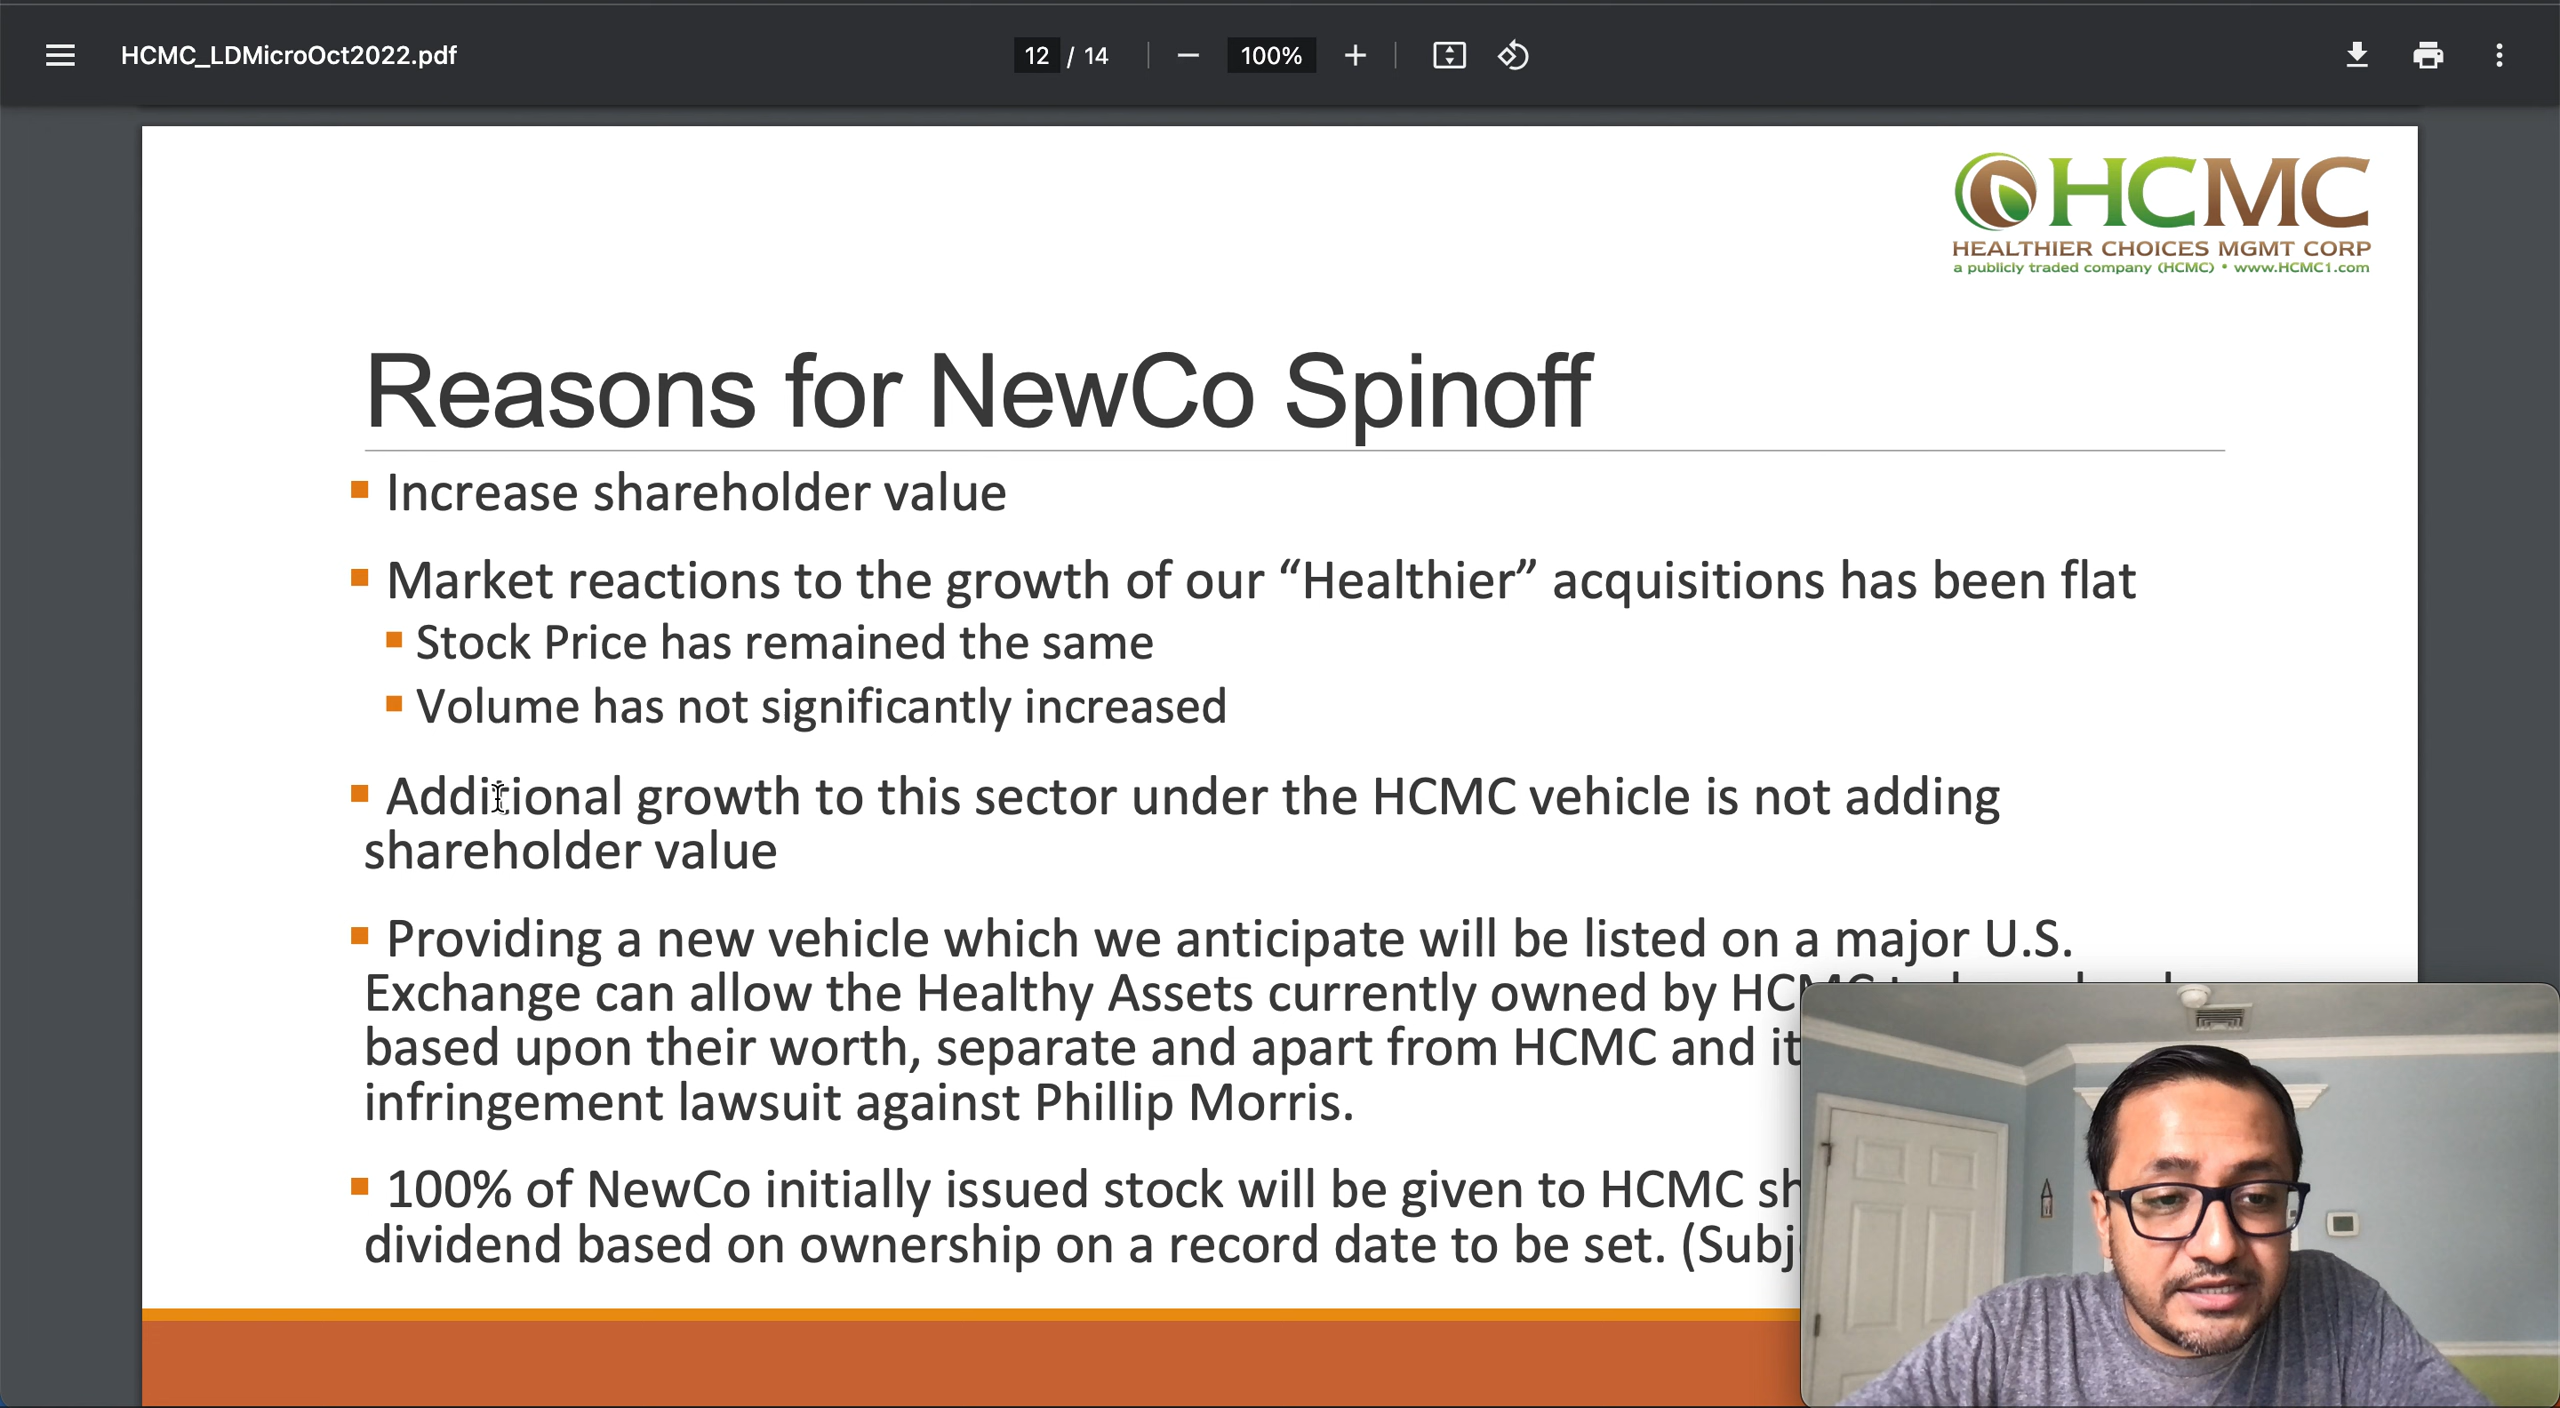 HCMC_LDMicroOct2022.pdf
12 / 14
100%
HCMC
HEALTHIER CHOICES MGMT CORP
a publicly traded company (HCMC) • www.HCMC1.com
Reasons for NewCo Spinoff
Increase shareholder value
Market reactions to the growth of our “Healthier” acquisitions has been flat
Stock Price has remained the same
Volume has not significantly increased
Additional growth to this sector under the HCMC vehicle is not adding
shareholder value
Providing a new vehicle which we anticipate will be listed on a major U.S.
Exchange can allow the Healthy Assets currently owned by HCMC
based upon their worth, separate and apart from HCMC and
infringement lawsuit against Phillip Morris.
100% of NewCo initially issued stock will be given to HCMC
dividend based on ownership on a record date to be set.